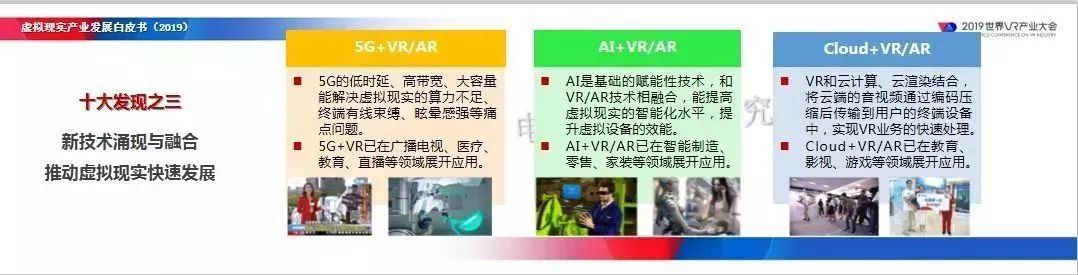 虚拟现实产业发展白皮书（2019）
2019世界VR产业大会
WORLD CONFERENCE ON VR INDUSTRY
十大发现之三
新技术涌现与融合
推动虚拟现实快速发展
5G+VR/AR
5G的低时延、高带宽、大容量
能解决虚拟现实的算力不足、
终端有线束缚、眩晕感强等痛
点问题。
5G+VR已在广播电视、医疗、
教育、直播等领域展开应用。
AI+VR/AR
AI是基础的赋能性技术，和
VR/AR技术相融合，能提高
虚拟现实的智能化水平，提
升虚拟设备的效能。
AI+VR/AR已在智能制造、
零售、家装等领域展开应用。
Cloud+VR/AR
VR和云计算、云渲染结合，
将云端的音视频通过编码压
缩后传输到用户的终端设备
中，实现VR业务的快速处理。
Cloud+VR/AR已在教育、
影视、游戏等领域展开应用。
电
究